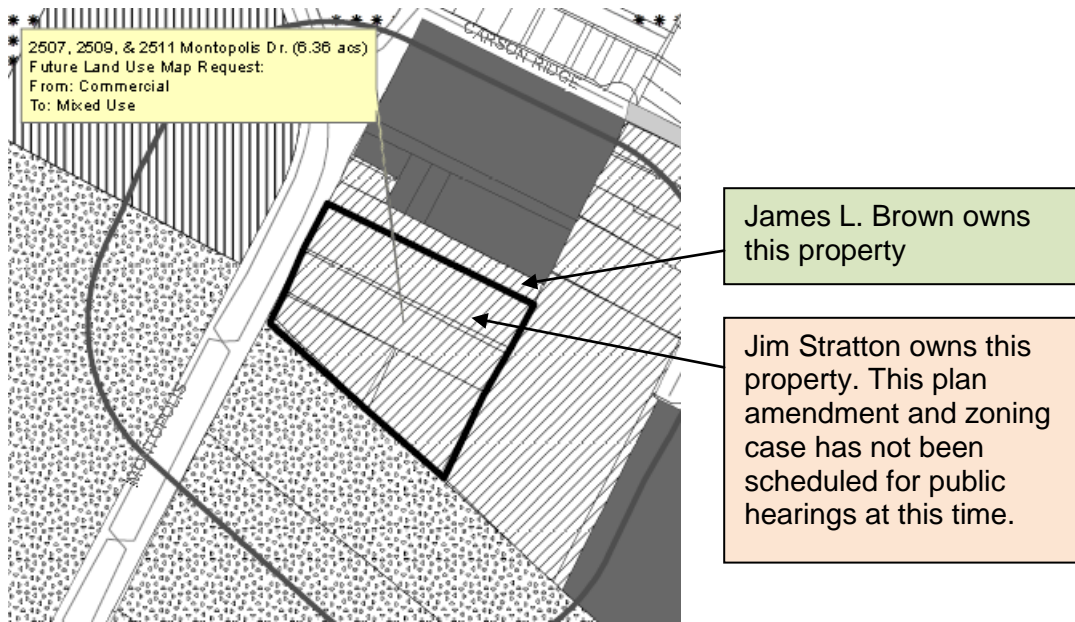 CARSON RIDGE
2507, 2509, & 2511 Montopolis Dr. (6.36 acs)
Future Land Use Map Request:
From: Commercial
To: Mixed Use
James L. Brown owns
this property
Jim Stratton owns this
property. This plan
amendment and zoning
case has not been
scheduled for public
hearings at this time.
MONTOPOLIS